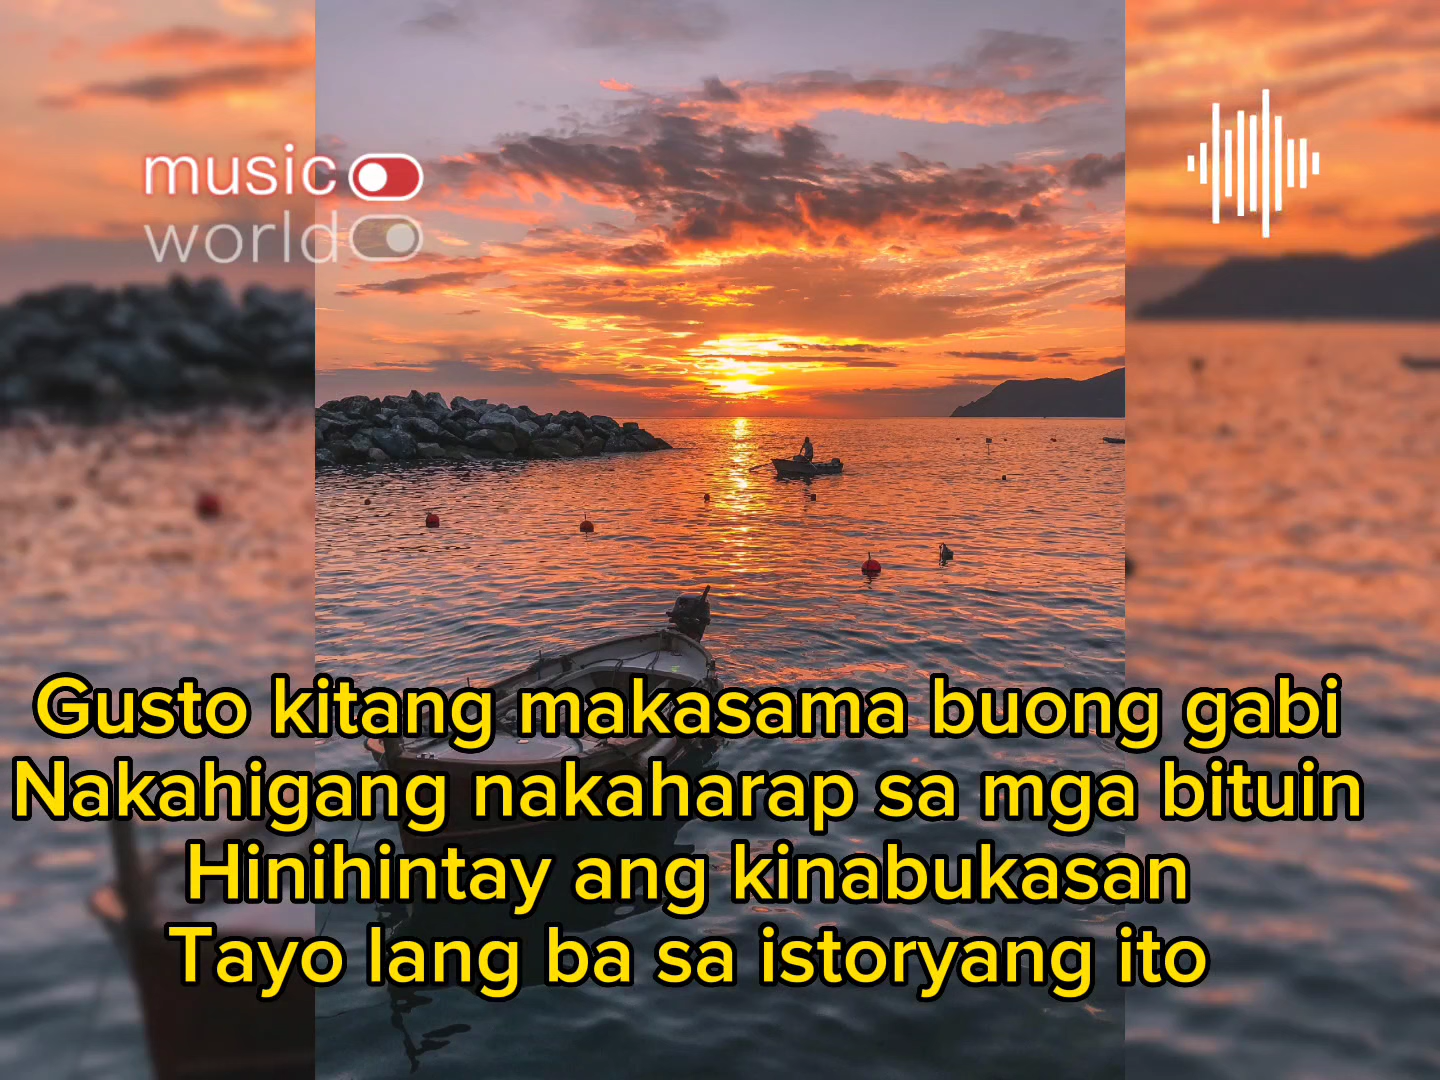 music
world
Gusto kitang makasama buong gabi
Nakahigang nakaharap sa mga bituin
Hinihintay ang kinabukasan
Tayo lang ba sa istoryang ito